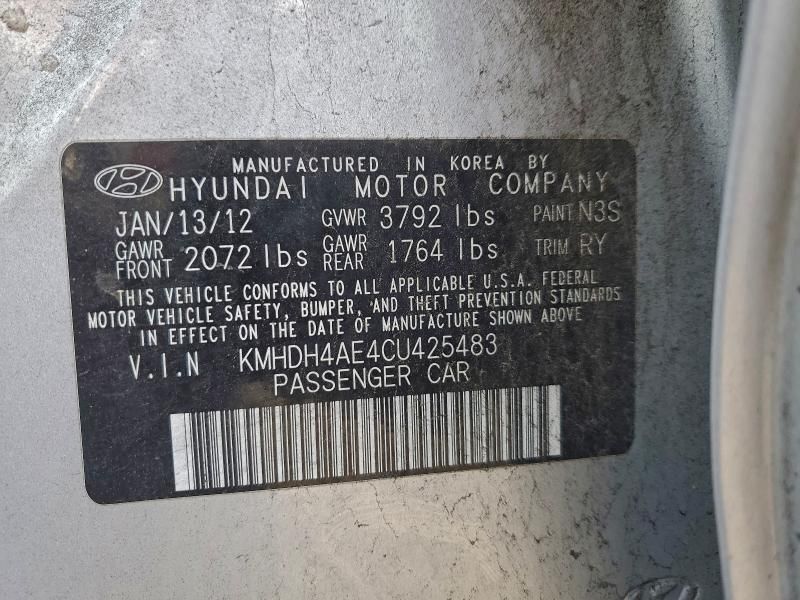 MANUFACTURED IN KOREA BY
HYUNDAI MOTOR COMPANY
JAN/13/12 GVWR 3792 lbs PAINT N3S
GAWR FRONT 2072 lbs GAWR REAR 1764 lbs TRIM RY
THIS VEHICLE CONFORMS TO ALL APPLICABLE U.S.A. FEDERAL
MOTOR VEHICLE SAFETY, BUMPER, AND THEFT PREVENTION STANDARDS
IN EFFECT ON THE DATE OF MANUFACTURE SHOWN ABOVE
V.I.N KMHDH4AE4CU425483
PASSENGER CAR